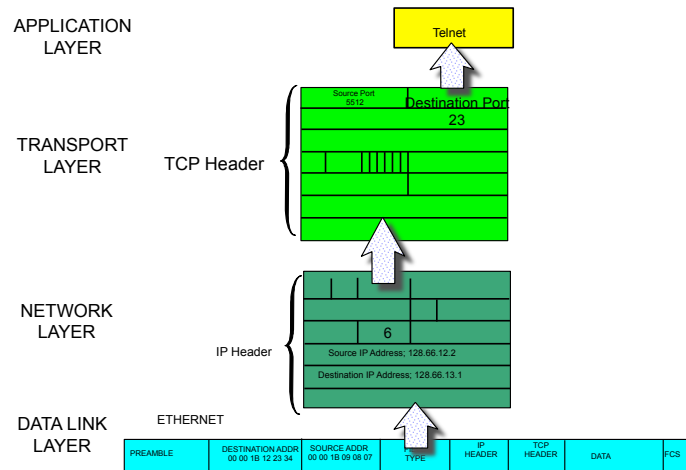 APPLICATION
LAYER
Telnet
Source Port
5512
Destination Port
23
TRANSPORT
LAYER
TCP Header
NETWORK
LAYER
IP Header
6
Source IP Address; 128.66.12.2
Destination IP Address; 128.66.13.1
DATA LINK
LAYER
ETHERNET
PREAMBLE
DESTINATION ADDR
00 00 1B 12 23 34
SOURCE ADDR
00 00 1B 09 08 07
TYPE
IP
HEADER
TCP
HEADER
DATA
FCS